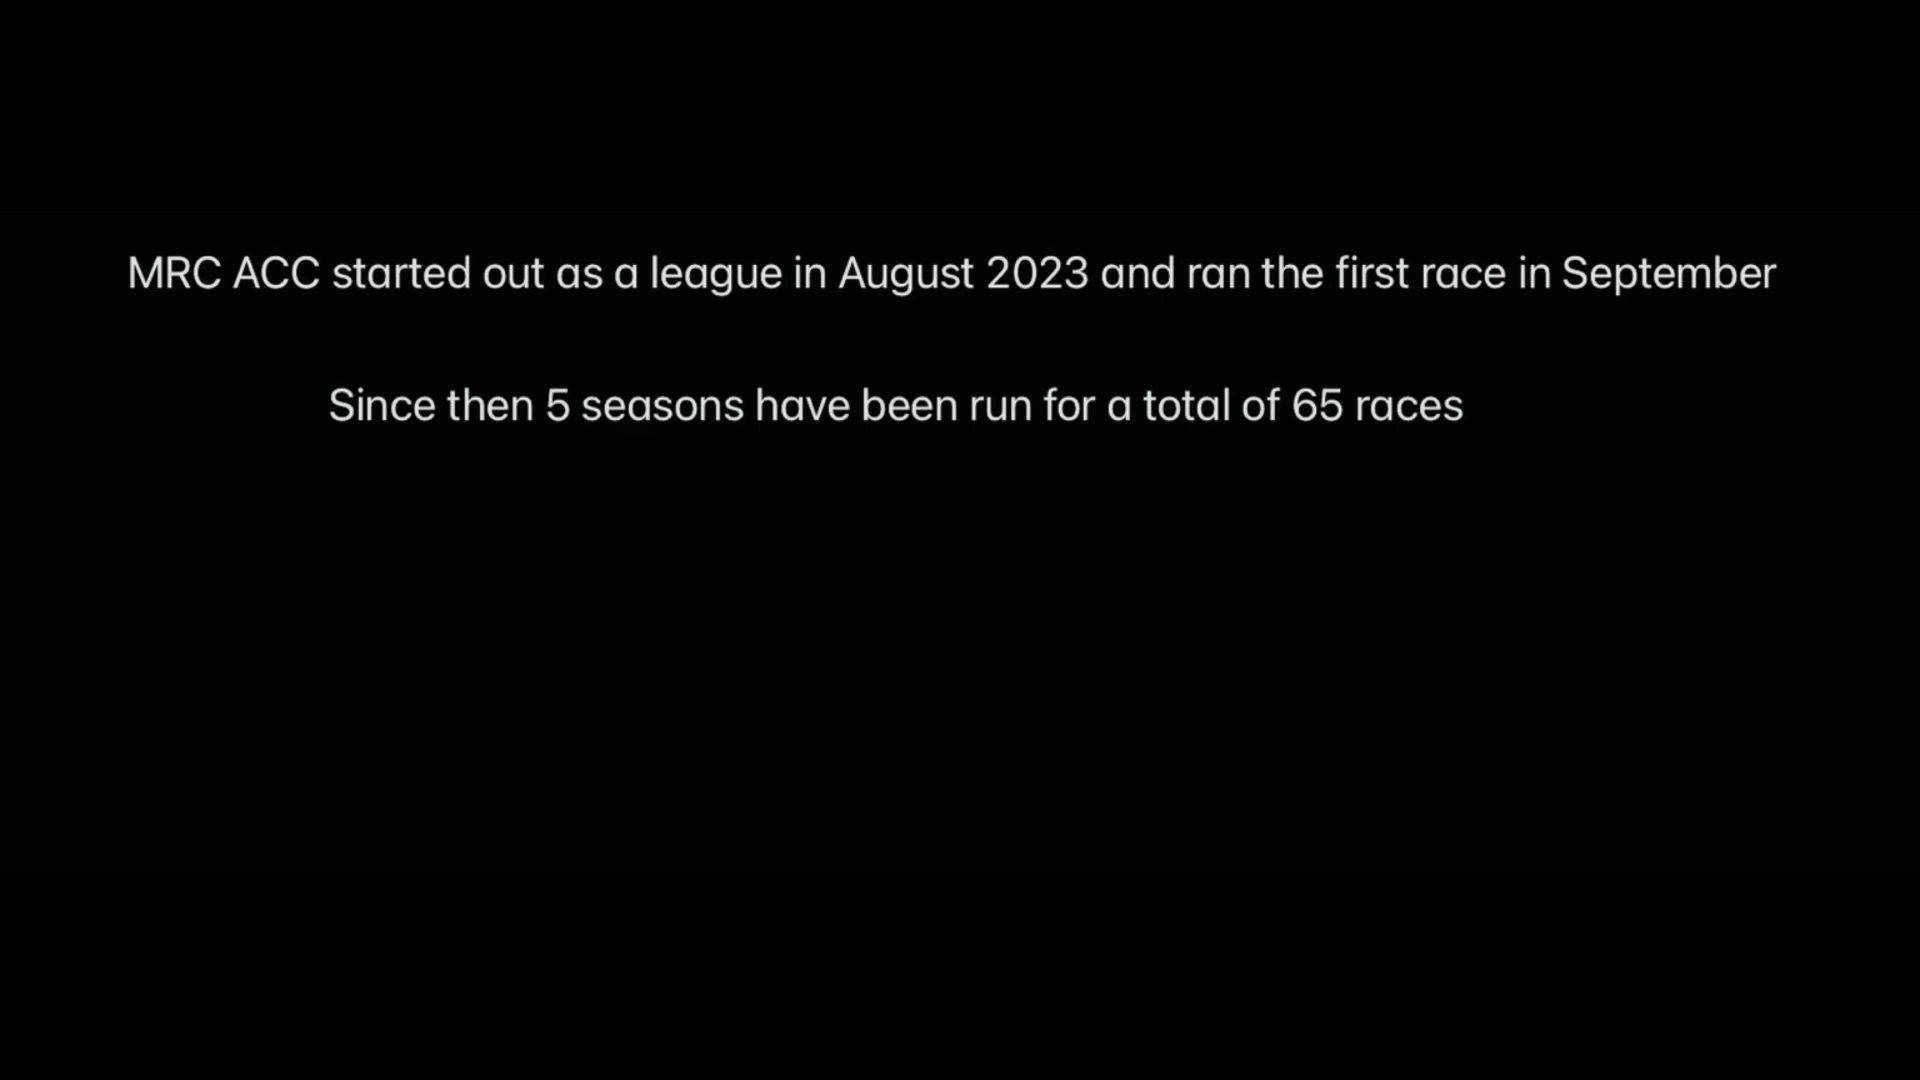 MRC ACC started out as a league in August 2023 and ran the first race in September
Since then 5 seasons have been run for a total of 65 races